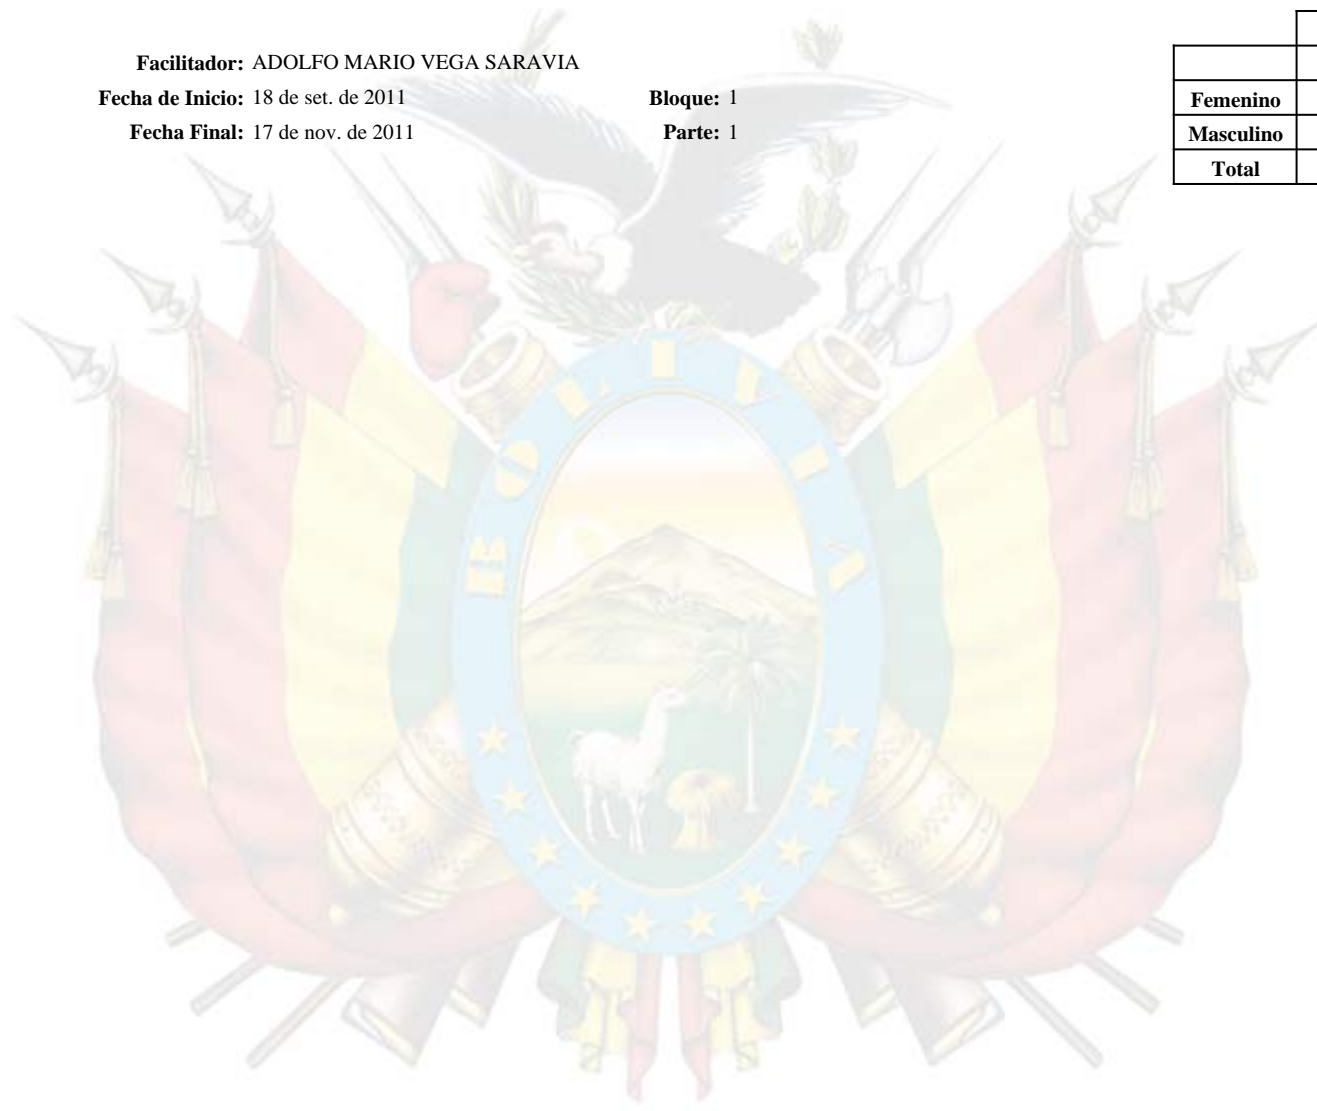 Facilitador: ADOLFO MARIO VEGA SARAVIA
Fecha de Inicio: 18 de set. de 2011 Bloque: 1
Fecha Final: 17 de nov. de 2011 Parte: 1
Femenino
Masculino
Total
BOLIVIA